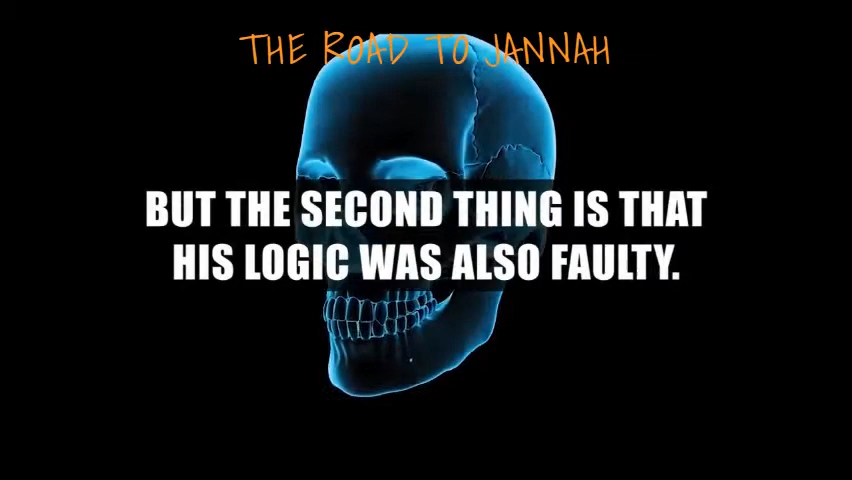 THE ROAD TO JANNAH
BUT THE SECOND THING IS THAT
HIS LOGIC WAS ALSO FAULTY.